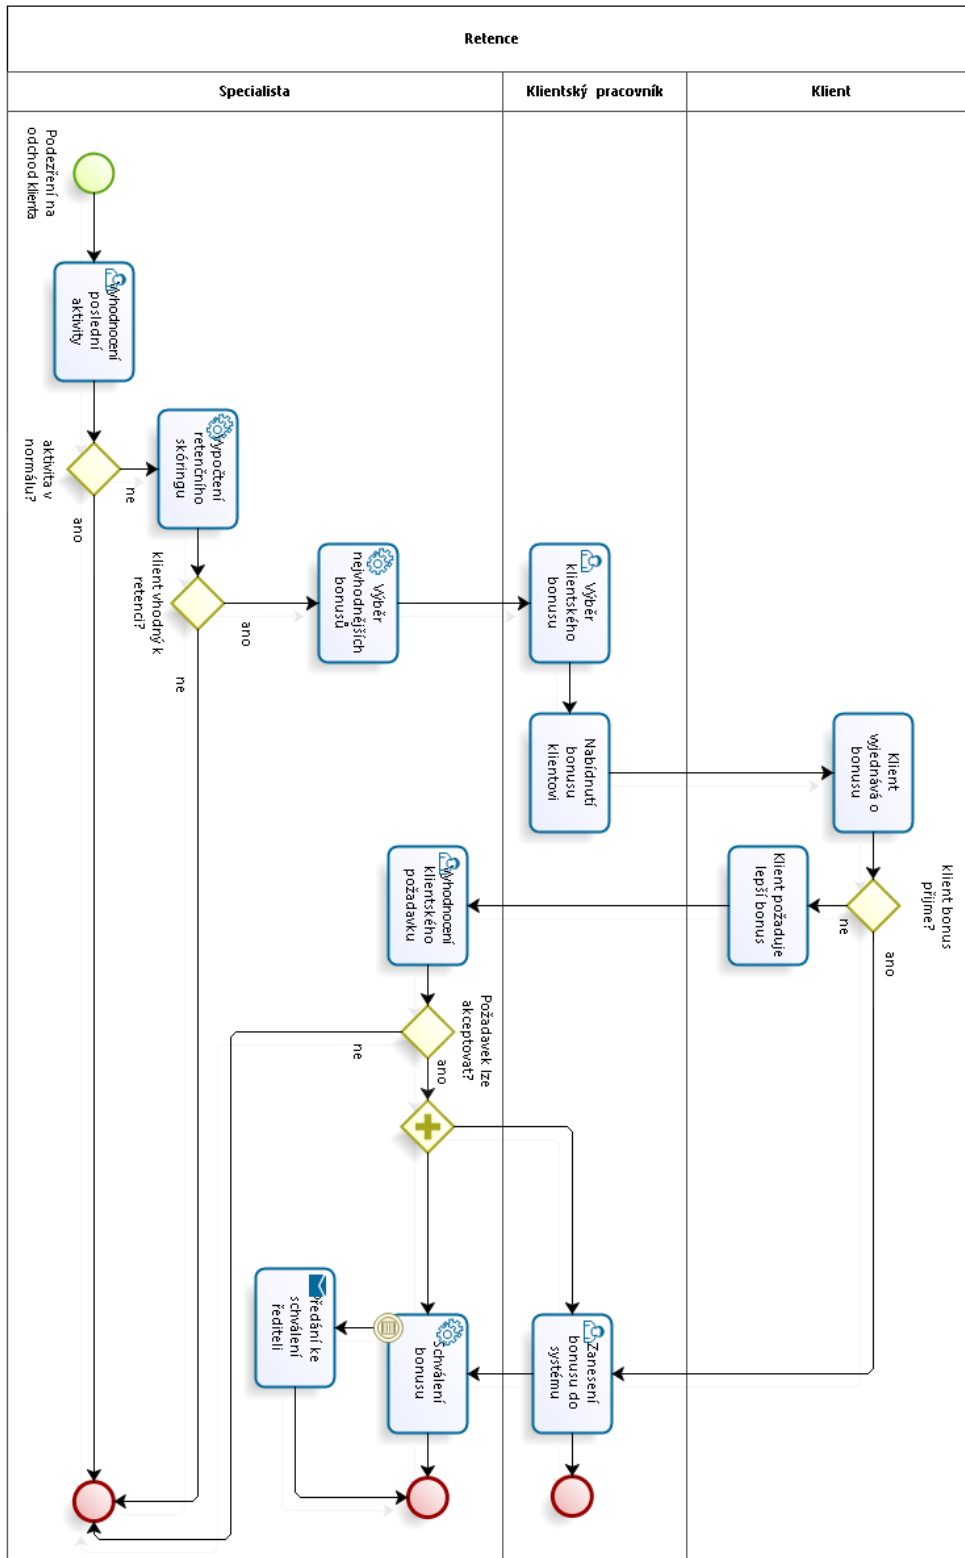 Retence
Specialista
Klientský pracovník
Klient
Podezření na
odchod klienta
Vyhodnocení
poslední
aktivity
aktivita v
normálu?
ne
ano
Vypočtení
retenčního
skóringu
klient vhodný k
retenci?
ano
ne
Výběr
nejvhodnějších
bonusů
Výběr
klientského
bonusu
Nabídnutí
bonusu
klientovi
Klient
vyjednává o
bonusu
klient bonus
přijme?
ne
ano
Klient požaduje
lepší bonus
Vyhodnocení
klientského
požadavku
Požadavek lze
akceptovat?
ne
ano
Předání ke
schválení
řediteli
Schválení
bonusu
Zanesení
bonusu do
systému